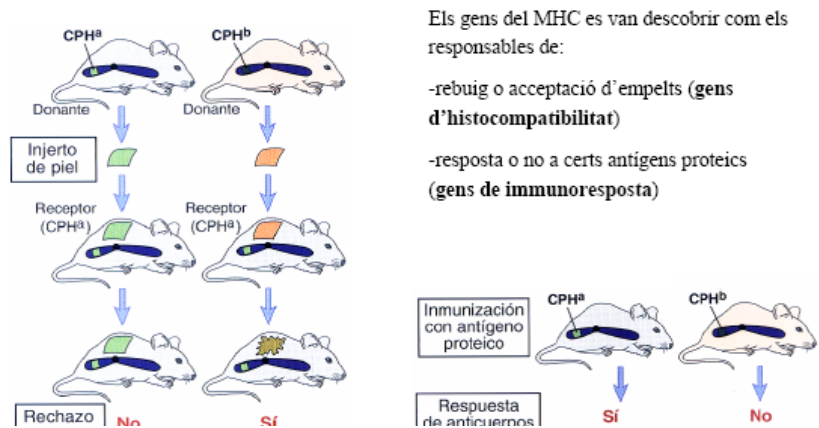 CPHa
CPHb
Donante
Donante
Injerto
de piel
Receptor
(CPHa)
Receptor
(CPHa)
Rechazo
No
Sí
Els gens del MHC es van descobrir com els
responsables de:
-rebuig o acceptació d’empelts (gens
d’histocompatibilitat)
-resposta o no a certs antígens proteics
(gens de immunoresposta)
Inmunización
con antígeno
proteico
CPHa
CPHb
Respuesta
de anticuerpos
Sí
No